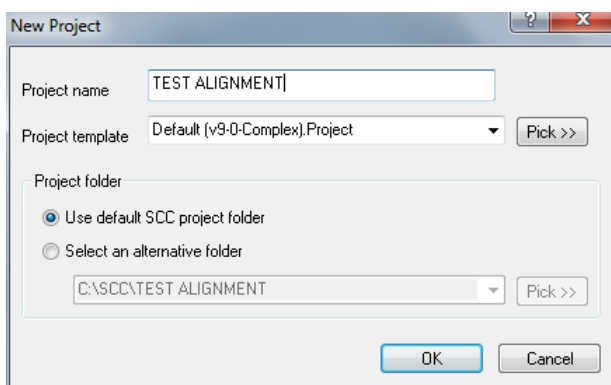 New Project
Project name TEST ALIGNMENT
Project template Default (v9-0-Complex).Project Pick >>
Project folder
Use default SCC project folder
Select an alternative folder
C:\SCC\TEST ALIGNMENT Pick >>
OK Cancel